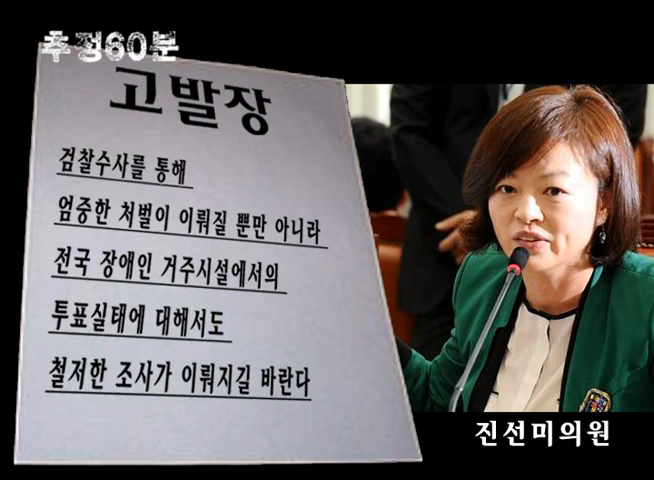 추정60분
고발장
검찰수사를 통해
엄중한 처벌이 이뤄질 뿐만 아니라
전국 장애인 거주시설에서의
투표실태에 대해서도
철저한 조사가 이뤄지길 바란다
진선미의원